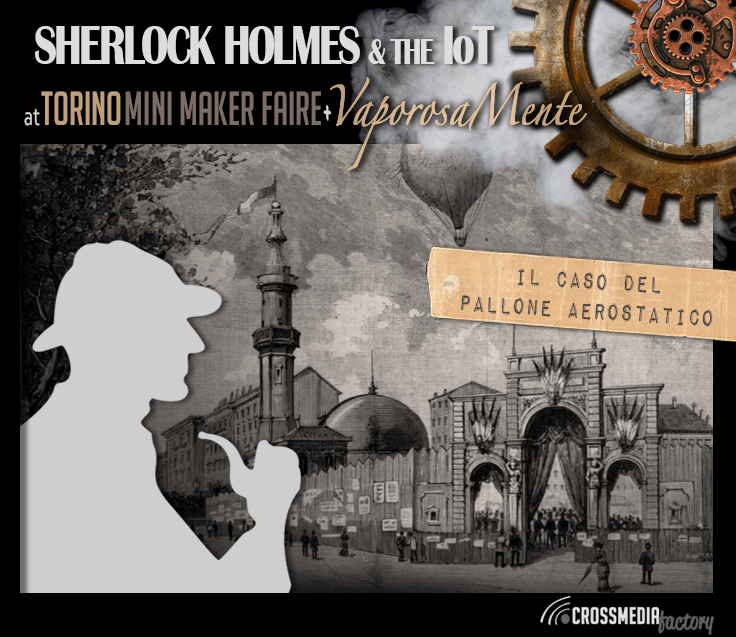 SHERLOCK HOLMES & THE IoT
at TORINO MINI MAKER FAIRE + VaporosaMente
IL CASO DEL
PALLONE AEROSTATICO
CROSSMEDIA factory